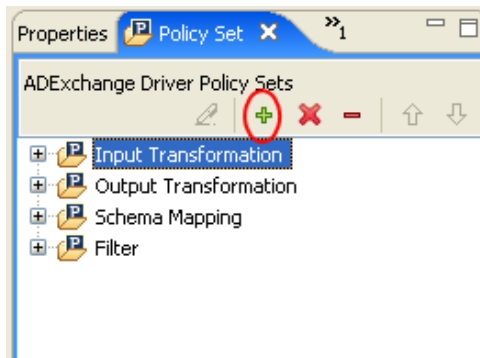 Properties Policy Set »1
ADExchange Driver Policy Sets
Input Transformation
Output Transformation
Schema Mapping
Filter